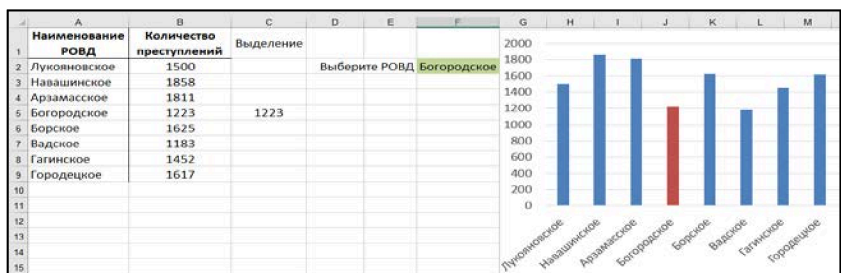 A B C D E F G H I J K L M
1 Наименование РОВД Количество преступлений Выделение
2 Лукояновское 1500 Выберите РОВД Богородское
3 Навашинское 1858
4 Арзамасское 1811
5 Богородское 1223 1223
6 Борское 1625
7 Вадское 1183
8 Гагинское 1452
9 Городецкое 1617
10
11
12
13
14
15
2000
1800
1600
1400
1200
1000
800
600
400
200
0
Лукояновское Навашинское Арзамасское Богородское Борское Вадское Гагинское Городецкое